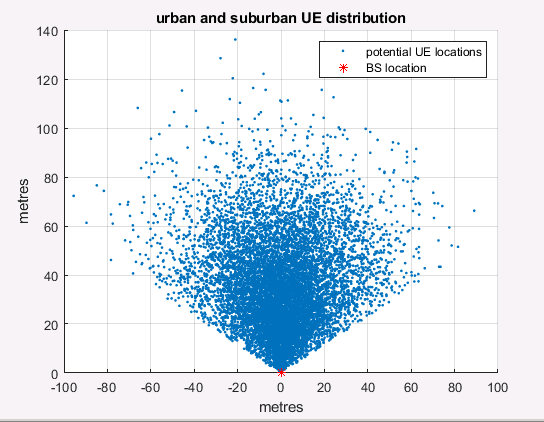 urban and suburban UE distribution
140
120
100
80
60
40
20
0
metres
potential UE locations
BS location
-100 -80 -60 -40 -20 0 20 40 60 80 100
metres